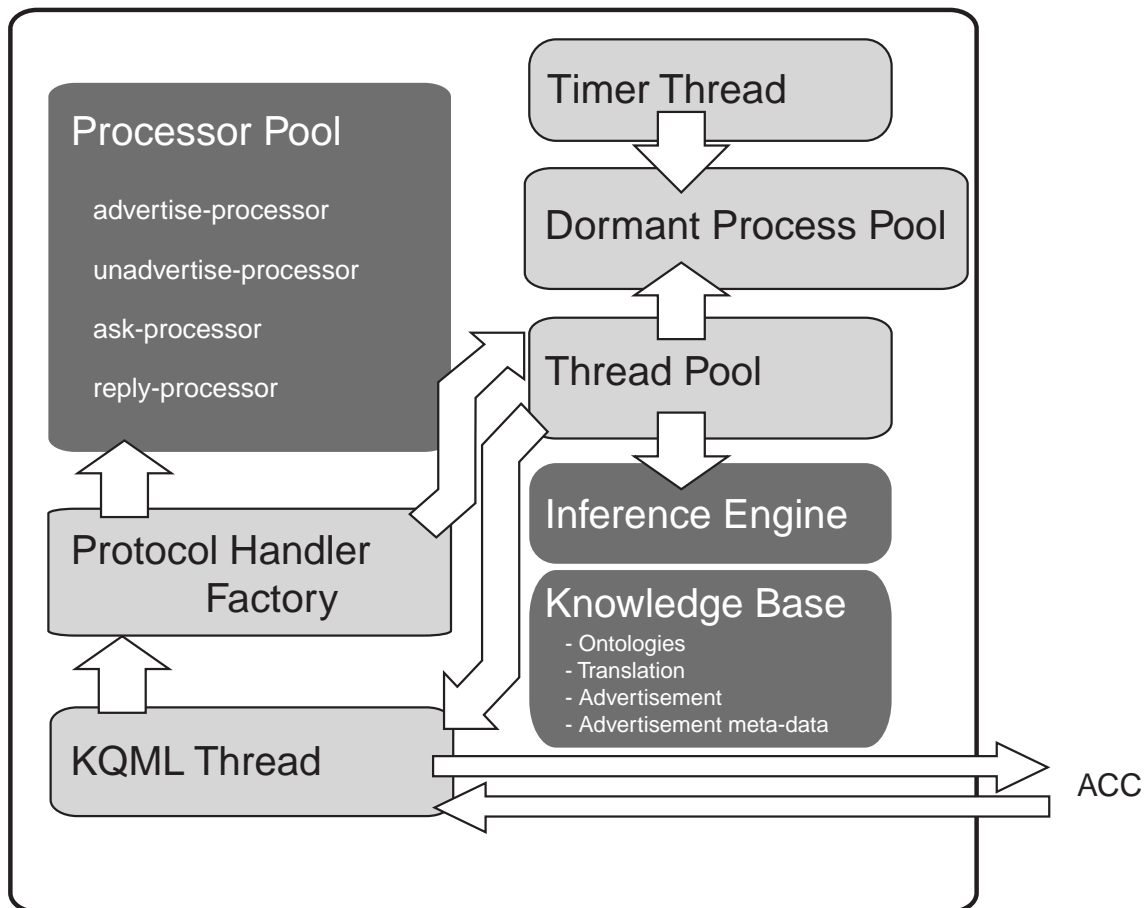 Processor Pool
advertise-processor
unadvertise-processor
ask-processor
reply-processor
Protocol Handler
Factory
KQML Thread
Timer Thread
Dormant Process Pool
Thread Pool
Inference Engine
Knowledge Base
- Ontologies
- Translation
- Advertisement
- Advertisement meta-data
ACC